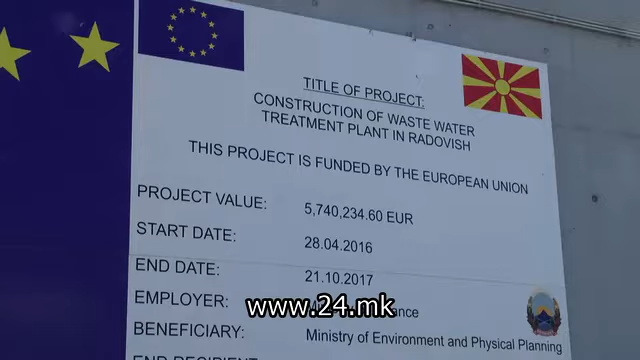 TITLE OF PROJECT:
CONSTRUCTION OF WASTE WATER
TREATMENT PLANT IN RADOVISH
THIS PROJECT IS FUNDED BY THE EUROPEAN UNION
PROJECT VALUE: 5,740,234.60 EUR
START DATE: 28.04.2016
END DATE: 21.10.2017
EMPLOYER:
www.24.mk
BENEFICIARY: Ministry of Environment and Physical Planning